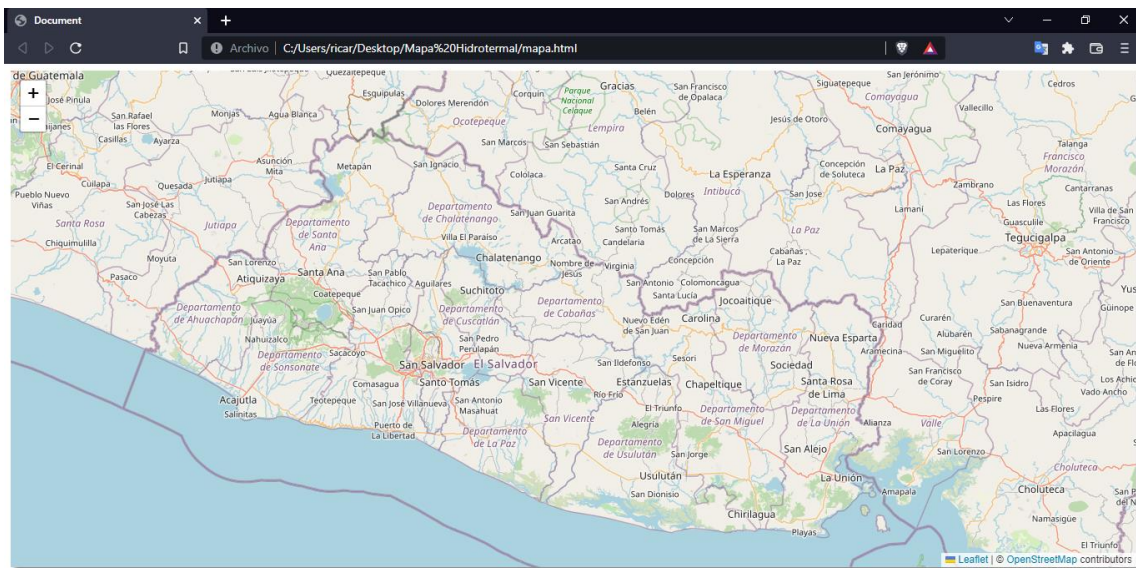 Document
Archivo
C:/Users/ricar/Desktop/Mapa%20Hidrotermal/mapa.html
de Guatemala
+
−
José Pinula
San Rafael
las Flores
Casillas
Ayarza
Monjas
Agua Blanca
Quezaltepeque
Esquipulas
Dolores Merendón
Ocotepeque
Corquín
Parque
Nacional
Celaque
Gracias
San Francisco
de Opalaca
Belén
Lempira
San Marcos
San Sebastián
Siguatepeque
San Jerónimo
Comayagua
Jesús de Otoro
Comayagua
Vallecillo
Cedros
Talanga
Francisco
Morazán
El Cerinal
Cuilapa
Pueblo Nuevo
Viñas
Santa Rosa
Chiquimulilla
San José Las
Cabezas
Quesada
Jutiapa
Jutiapa
Asunción
Mita
Metapán
San Ignacio
Cololaca
Santa Cruz
La Esperanza
Intibucá
Dolores
San Andrés
Concepción
de Soluteca
La Paz
San Jose
Zambrano
Cantarranas
Las Flores
Guasculile
Villa de San
Francisco
Lamani
Departamento
de Santa
Ana
Departamento
de Chalatenango
San Juan Guarita
Santo Tomás
Candelaria
San Marcos
de La Sierra
La Paz
Tegucigalpa
San Antonio
de Oriente
Villa El Paraíso
Arcatao
Chalatenango
Nombre de
Jesús
Virginia
Concepción
Cabañas
La Paz
Lepaterique
Moyuta
Pasaco
San Lorenzo
Atiquizaya
Santa Ana
Coatepeque
San Pablo
Tacachico
Aguilares
Suchitoto
San Antonio
Colomoncagua
Santa Lucía
Jocoaitique
San Buenaventura
Yus
Güinope
Departamento
de Ahuachapán
Juayúa
Nahuizalco
San Juan Opico
Departamento
de Cuscatlán
Departamento
de Cabañas
Nuevo Edén
de San Juan
Carolina
Departamento
de Morazán
Nueva Esparta
Caridad
Curarén
Alubarén
Sabanagrande
Nueva Armenia
Departamento
de Sonsonate
Sacacoyo
San Pedro
Perulapán
San Salvador
El Salvador
San Ildefonso
Sesori
Sociedad
Aramecina
San Miguelito
San Francisco
de Coray
San Isidro
Comasagua
Santo Tomás
San Vicente
Estanzuelas
Chapeltique
Santa Rosa
de Lima
Pespire
Vado Ancho
Acajutla
Salinitas
Teotepeque
San José Villanueva
San Antonio
Masahuat
Río Frío
El Triunfo
Las Flores
Puerto de
La Libertad
Departamento
de La Paz
San Vicente
Alegría
Departamento
de San Miguel
Departamento
de La Unión
Alianza
Valle
Apacilagua
Departamento
de Usulután
San Jorge
San Alejo
San Lorenzo
Choluteca
Usulután
La Unión
Amapala
Choluteca
San Dionisio
Chirilagua
Playas
Namasigüe
El Triunfo
Leaflet | © OpenStreetMap contributors